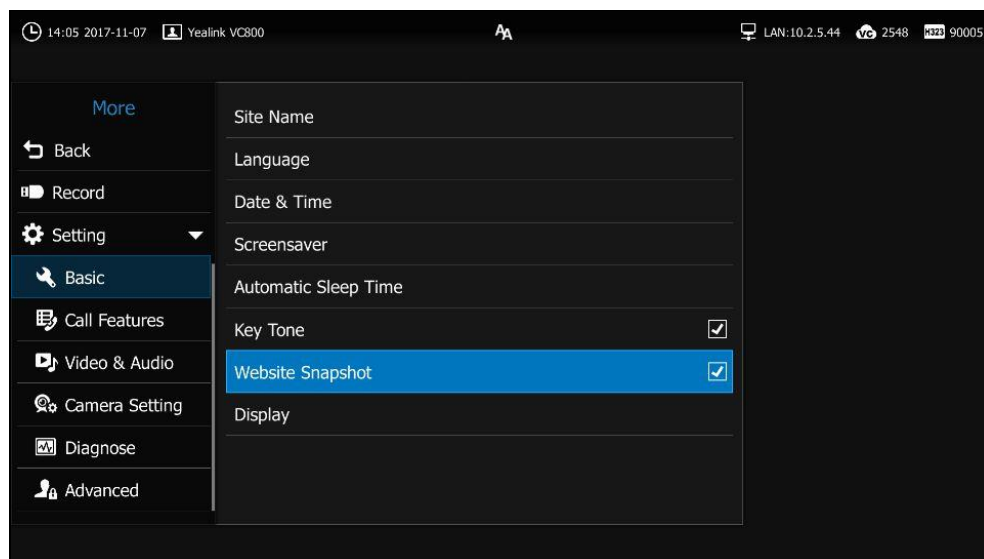 14:05 2017-11-07 Yealink VC800 AA LAN:10.2.5.44 VC 2548 H323 90005
More
Back
Record
Setting
Basic
Call Features
Video & Audio
Camera Setting
Diagnose
Advanced
Site Name
Language
Date & Time
Screensaver
Automatic Sleep Time
Key Tone
Website Snapshot
Display